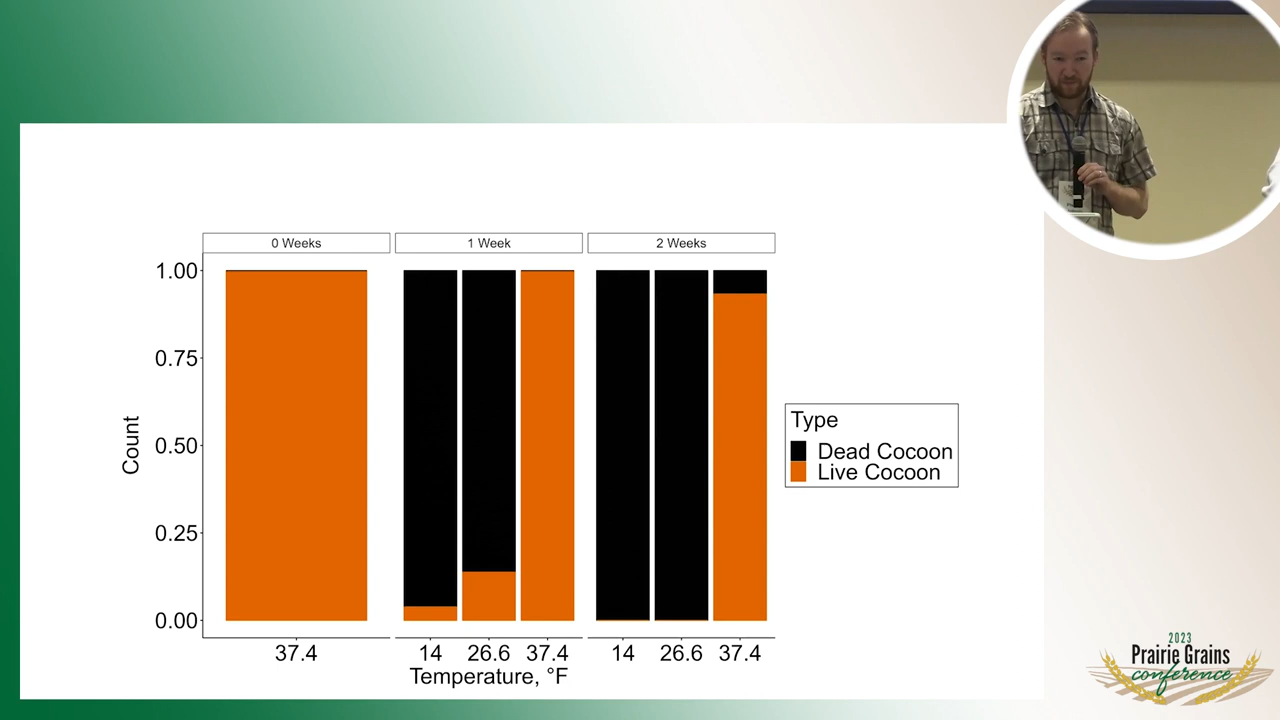 0 Weeks 1 Week 2 Weeks
1.00
0.75
0.50
0.25
0.00
Count
37.4 14 26.6 37.4 14 26.6 37.4
Temperature, °F
Type
Dead Cocoon
Live Cocoon
2023
Prairie Grains
conference